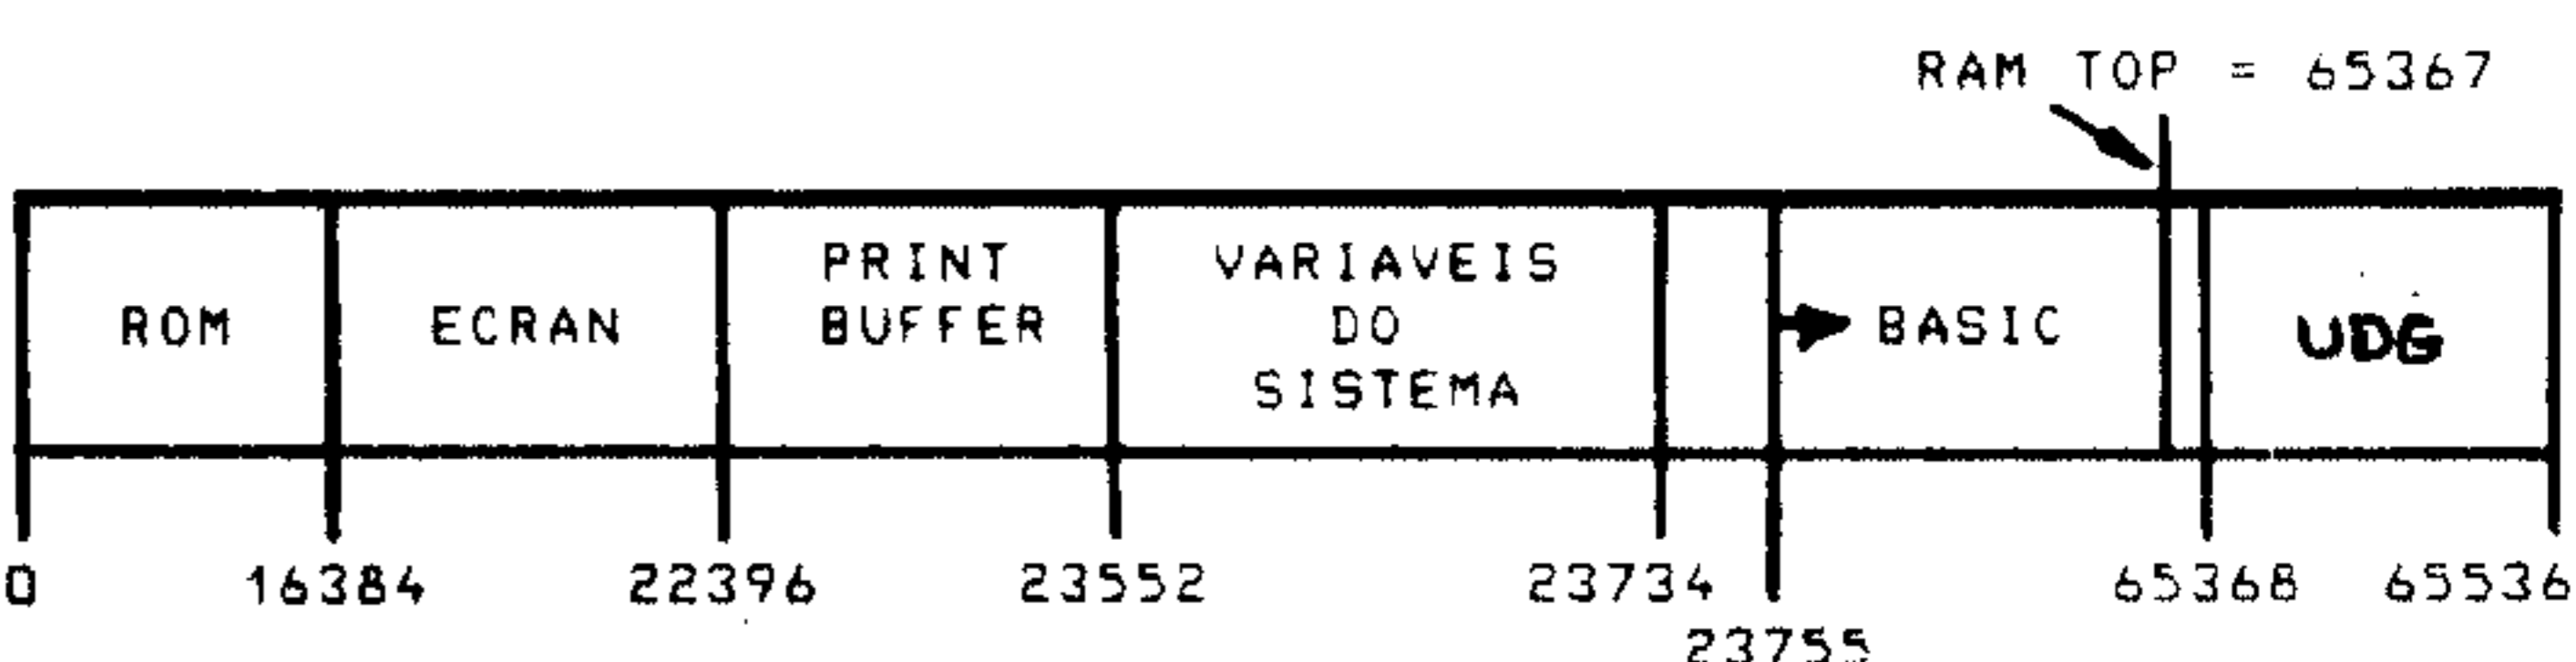 RAM TOP = 65367
ROM
ECRAN
PRINT
BUFFER
VARIAVEIS
DO
SISTEMA
BASIC
UDG
0 16384 22396 23552 23734 65368 65536
23755